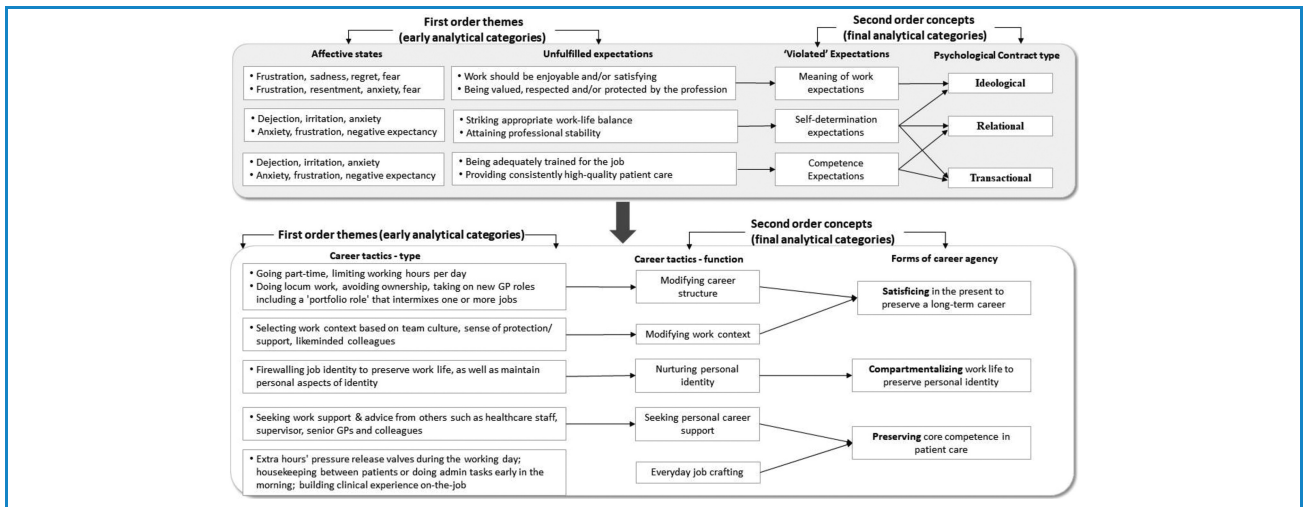 First order themes
(early analytical categories)
Second order concepts
(final analytical categories)
Affective states
Unfulfilled expectations
'Violated' Expectations
Psychological Contract type
• Frustration, sadness, regret, fear
• Frustration, resentment, anxiety, fear
• Work should be enjoyable and/or satisfying
• Being valued, respected and/or protected by the profession
Meaning of work
expectations
Ideological
• Dejection, irritation, anxiety
• Anxiety, frustration, negative expectancy
• Striking appropriate work-life balance
• Attaining professional stability
Self-determination
expectations
Relational
• Dejection, irritation, anxiety
• Anxiety, frustration, negative expectancy
• Being adequately trained for the job
• Providing consistently high-quality patient care
Competence
Expectations
Transactional
First order themes (early analytical categories)
Second order concepts
(final analytical categories)
Career tactics - type
Career tactics - function
Forms of career agency
• Going part-time, limiting working hours per day
• Doing locum work, avoiding ownership, taking on new GP roles
including a 'portfolio role' that intermixes one or more jobs
Modifying career
structure
Satisficing in the present to
preserve a long-term career
• Selecting work context based on team culture, sense of protection/
support, likeminded colleagues
Modifying work context
• Firewalling job identity to preserve work life, as well as maintain
personal aspects of identity
Nurturing personal
identity
Compartmentalizing work life to
preserve personal identity
• Seeking work support & advice from others such as healthcare staff,
supervisor, senior GPs and colleagues
Seeking personal career
support
Preserving core competence in
patient care
• Extra hours' pressure release valves during the working day;
housekeeping between patients or doing admin tasks early in the
morning; building clinical experience on-the-job
Everyday job crafting